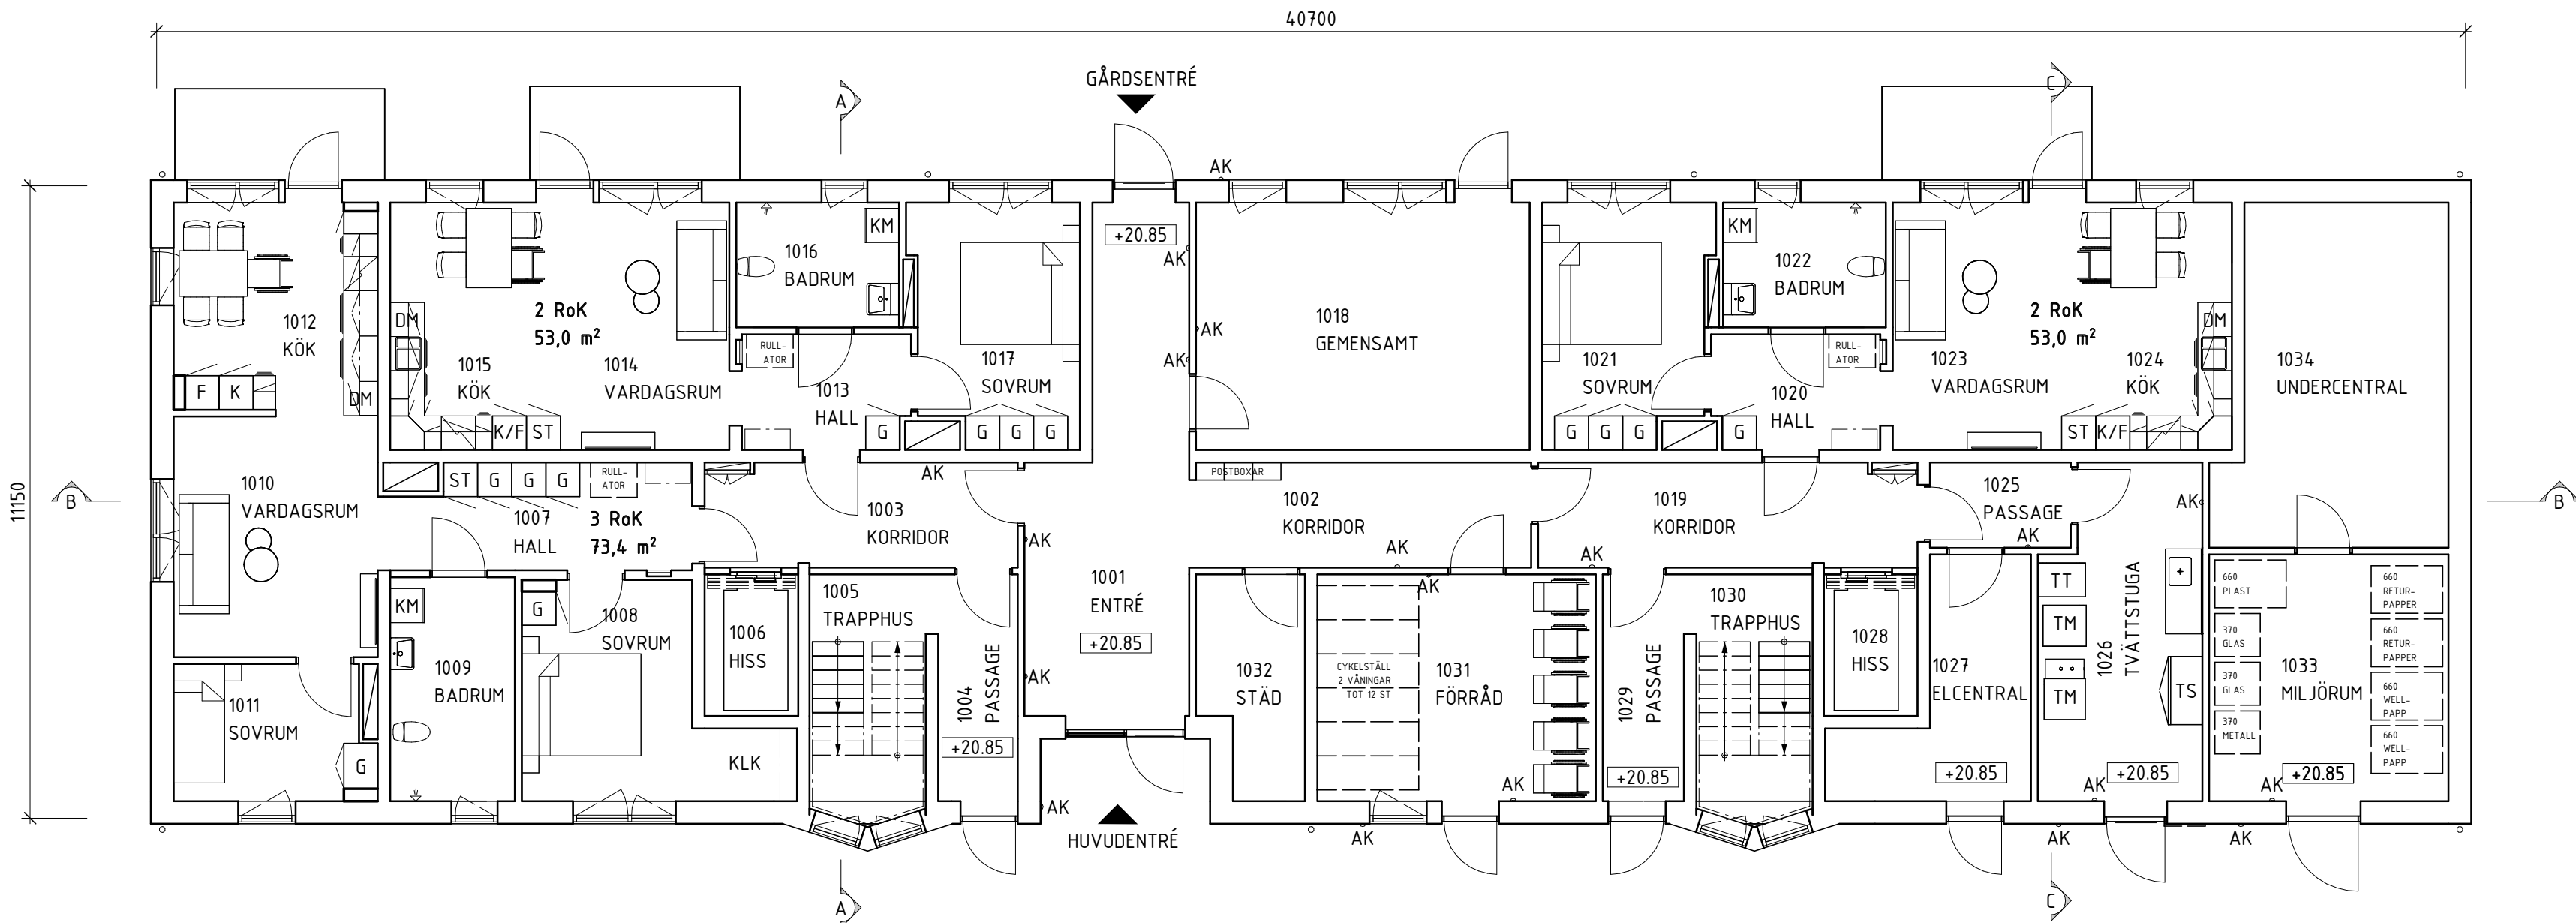 40700
GÅRDSENTRÉ
A
C
AK
+20.85
AK
AK
AK
11150
B
B
1012
KÖK
F
K
DM
DM
2 RoK
53,0 m²
1015
KÖK
1014
VARDAGSRUM
K/F
ST
1016
BADRUM
KM
RULL-
ATOR
1013
HALL
G
1017
SOVRUM
G
G
G
1018
GEMENSAMT
1021
SOVRUM
G
G
G
KM
1022
BADRUM
RULL-
ATOR
1020
HALL
G
2 RoK
53,0 m²
1023
VARDAGSRUM
1024
KÖK
DM
ST
K/F
1034
UNDERCENTRAL
1010
VARDAGSRUM
ST
G
G
G
RULL-
ATOR
1007
HALL
3 RoK
73,4 m²
AK
1003
KORRIDOR
AK
POSTBOXAR
1002
KORRIDOR
AK
1019
KORRIDOR
AK
1025
PASSAGE
AK
AK
1011
SOVRUM
G
KM
1009
BADRUM
G
1008
SOVRUM
KLK
1006
HISS
1005
TRAPPHUS
1004
PASSAGE
+20.85
1001
ENTRÉ
+20.85
AK
AK
HUVUDENTRÉ
1032
STÄD
AK
CYKELSTÄLL
2 VÅNINGAR
TOT 12 ST
1031
FÖRRÅD
AK
AK
1029
PASSAGE
+20.85
1030
TRAPPHUS
1028
HISS
1027
ELCENTRAL
+20.85
TT
TM
TM
1026
TVÄTTSTUGA
TS
+20.85
AK
AK
660
PLAST
370
GLAS
370
GLAS
370
METALL
1033
MILJÖRUM
660
RETUR-
PAPPER
660
RETUR-
PAPPER
660
WELL-
PAPP
660
WELL-
PAPP
+20.85
AK
AK
A
C